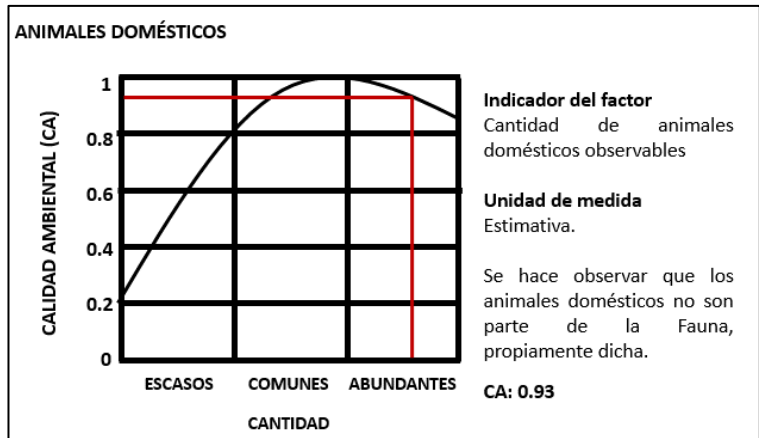 ANIMALES DOMÉSTICOS
CALIDAD AMBIENTAL (CA)
1
0.8
0.6
0.4
0.2
0
ESCASOS COMUNES ABUNDANTES
CANTIDAD
Indicador del factor
Cantidad de animales
domésticos observables
Unidad de medida
Estimativa.
Se hace observar que los
animales domésticos no son
parte de la Fauna,
propiamente dicha.
CA: 0.93